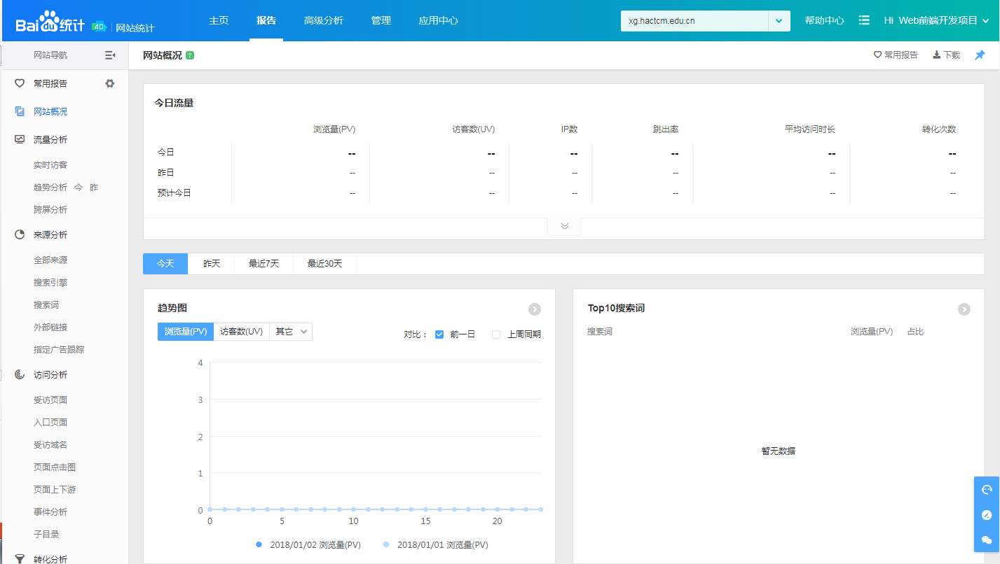 Bai du 统计 4.0 网站统计 主页 报告 高级分析 管理 应用中心 xg.hactcm.edu.cn 帮助中心 Hi Web前端开发项目
网站导航
网站概况 ?
常用报告 下载
常用报告
网站概况
流量分析
实时访客
趋势分析 今 昨
跨屏分析
来源分析
全部来源
搜索引擎
搜索词
外部链接
指定广告跟踪
访问分析
受访页面
入口页面
受访域名
页面点击图
页面上下游
事件分析
子目录
转化分析
今日流量
浏览量(PV) 访客数(UV) IP数 跳出率 平均访问时长 转化次数
今日 -- -- -- -- -- --
昨日 -- -- -- -- -- --
预计今日 -- -- -- -- -- --
今天 昨天 最近7天 最近30天
趋势图
浏览量(PV) 访客数(UV) 其它
对比： 前一日 上周同期
4
3
2
1
0
0 5 10 15 20
2018/01/02 浏览量(PV) 2018/01/01 浏览量(PV)
Top10搜索词
搜索词 浏览量(PV) 占比
暂无数据